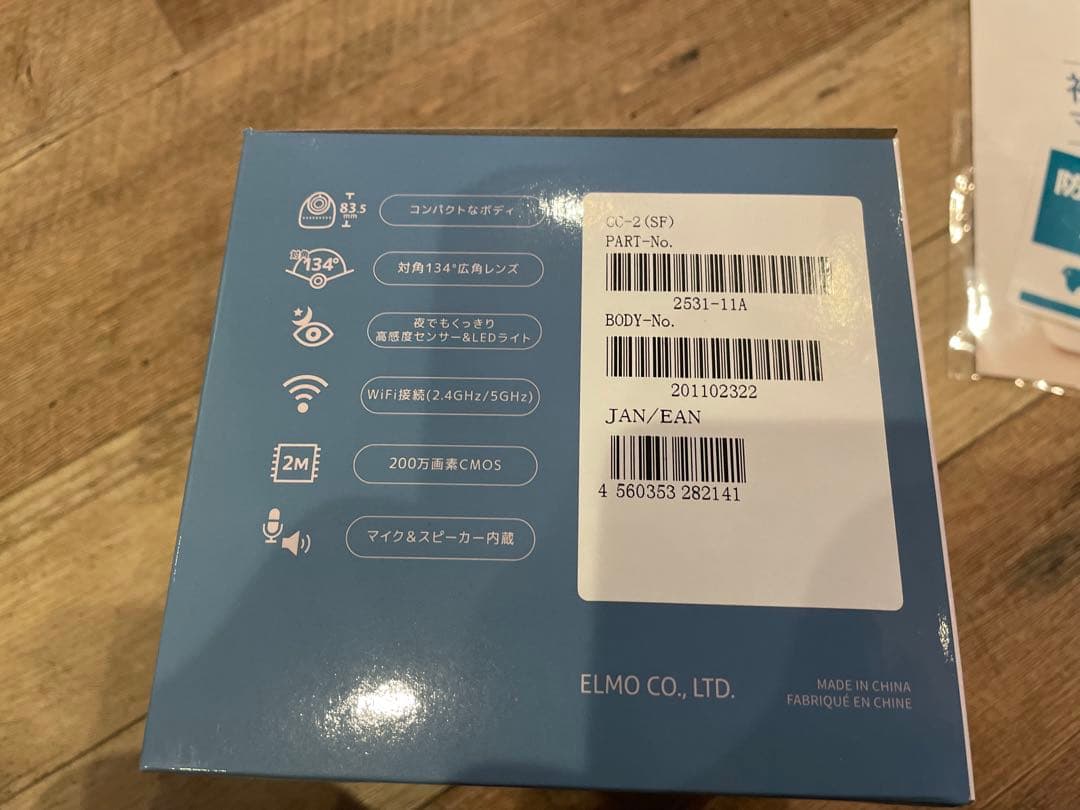 83.5
mm
コンパクトなボディ
対角
134°
対角134°広角レンズ
夜でもくっきり
高感度センサー&LEDライト
WiFi接続(2.4GHz/5GHz)
2M
200万画素CMOS
マイク&スピーカー内蔵
CC-2(SF)
PART-No.
2531-11A
BODY-No.
201102322
JAN/EAN
4 560353 282141
ELMO CO., LTD.
MADE IN CHINA
FABRIQUÉ EN CHINE
防